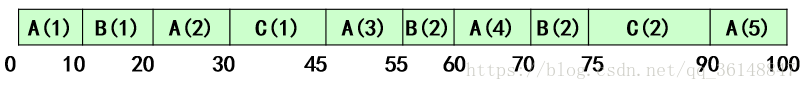 A(1) B(1) A(2) C(1) A(3) B(2) A(4) B(2) C(2) A(5)
0 10 20 30 45 55 60 70 75 90 100